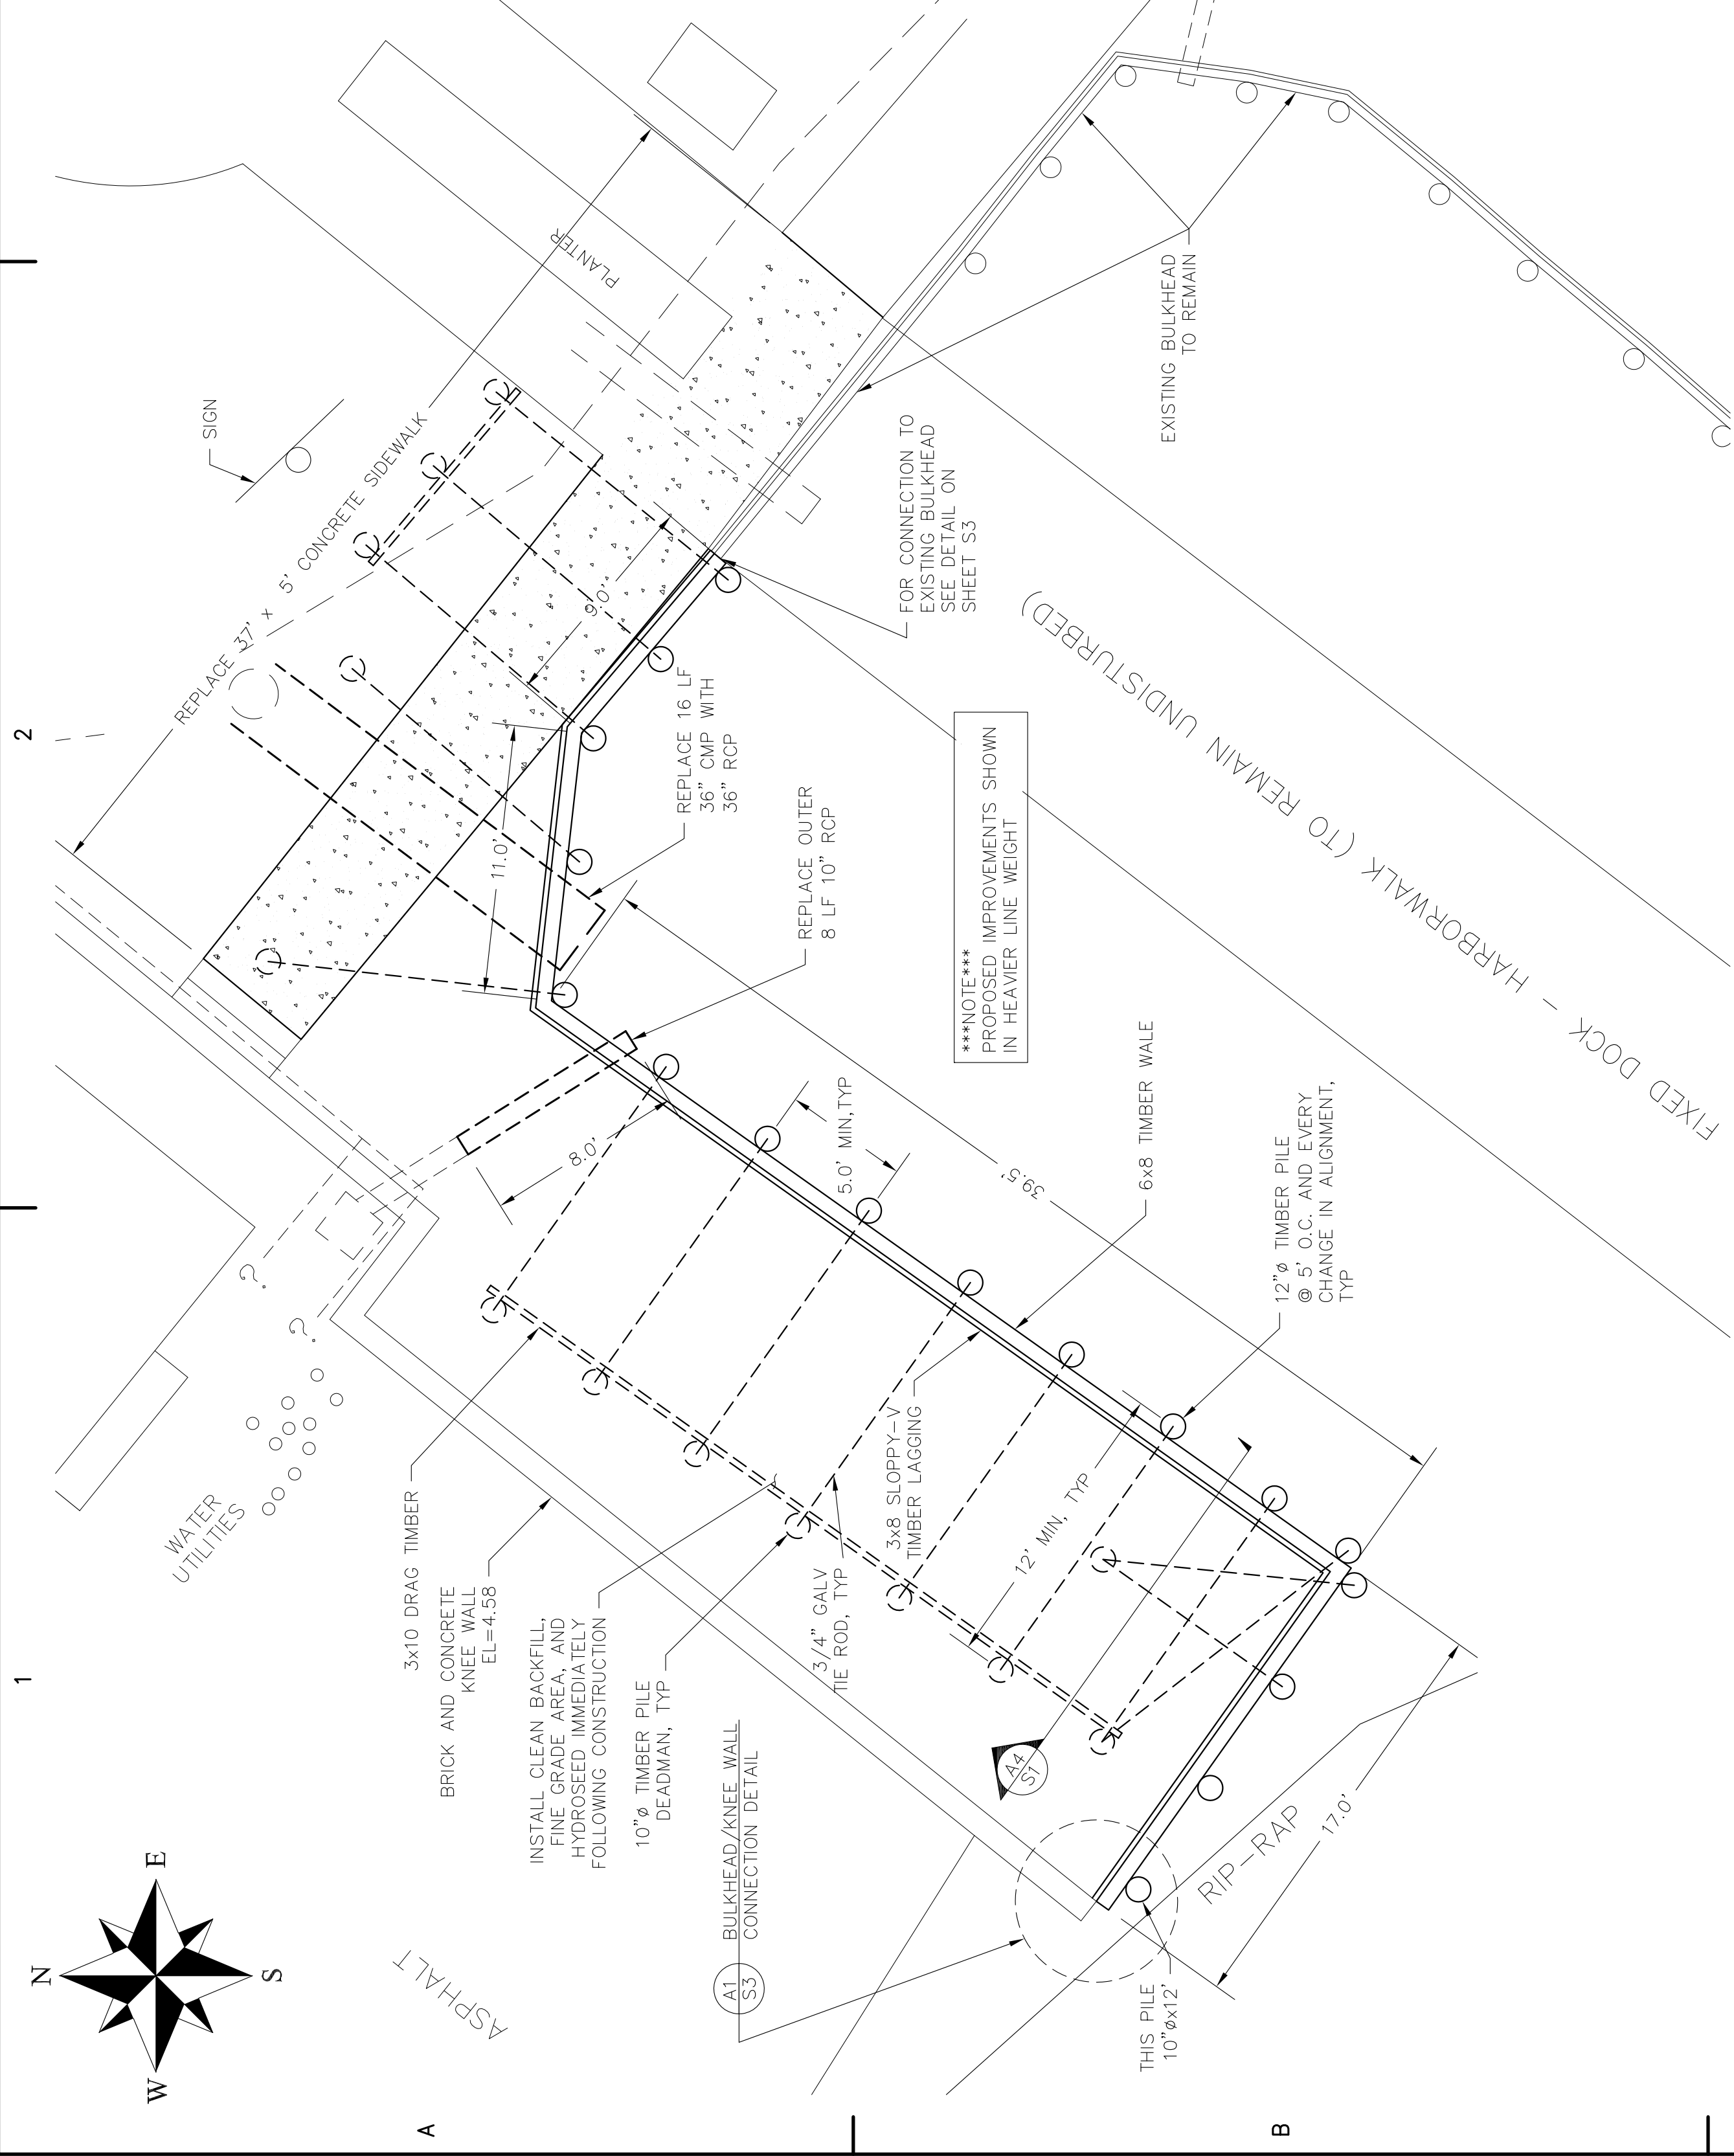 N
E
S
W
A
B
1
2
SIGN
REPLACE 37' x 5' CONCRETE SIDEWALK
PLANTER
EXISTING BULKHEAD
TO REMAIN
FOR CONNECTION TO
EXISTING BULKHEAD
SEE DETAIL ON
SHEET S3
9.0'
11.0'
REPLACE 16 LF
36" CMP WITH
36" RCP
REPLACE OUTER
8 LF 10" RCP
***NOTE***
PROPOSED IMPROVEMENTS SHOWN
IN HEAVIER LINE WEIGHT
FIXED DOCK - HARBORWALK (TO REMAIN UNDISTURBED)
8.0'
5.0' MIN,TYP
39.5'
6x8 TIMBER WALE
12"ø TIMBER PILE
@ 5' O.C. AND EVERY
CHANGE IN ALIGNMENT,
TYP
?
?
WATER
UTILITIES
3x10 DRAG TIMBER
BRICK AND CONCRETE
KNEE WALL
EL=4.58
INSTALL CLEAN BACKFILL,
FINE GRADE AREA, AND
HYDROSEED IMMEDIATELY
FOLLOWING CONSTRUCTION
10"ø TIMBER PILE
DEADMAN, TYP
3/4" GALV
TIE ROD, TYP
3x8 SLOPPY-V
TIMBER LAGGING
12' MIN, TYP
A4
S1
A1
S3
BULKHEAD/KNEE WALL
CONNECTION DETAIL
ASPHALT
RIP-RAP
17.0'
THIS PILE
10"øx12'